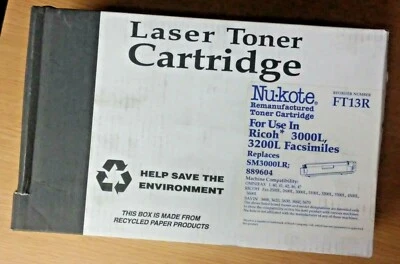 Laser Toner
Cartridge
REORDER NUMBER
FT13R
Nu-kote®
Remanufactured
Toner Cartridge
For Use In
Ricoh* 3000L,
3200L Facsimiles
Replaces
SM3000LR;
889604
Machine Compatibility:
HELP SAVE THE
ENVIRONMENT
THIS BOX IS MADE FROM
RECYCLED PAPER PRODUCTS